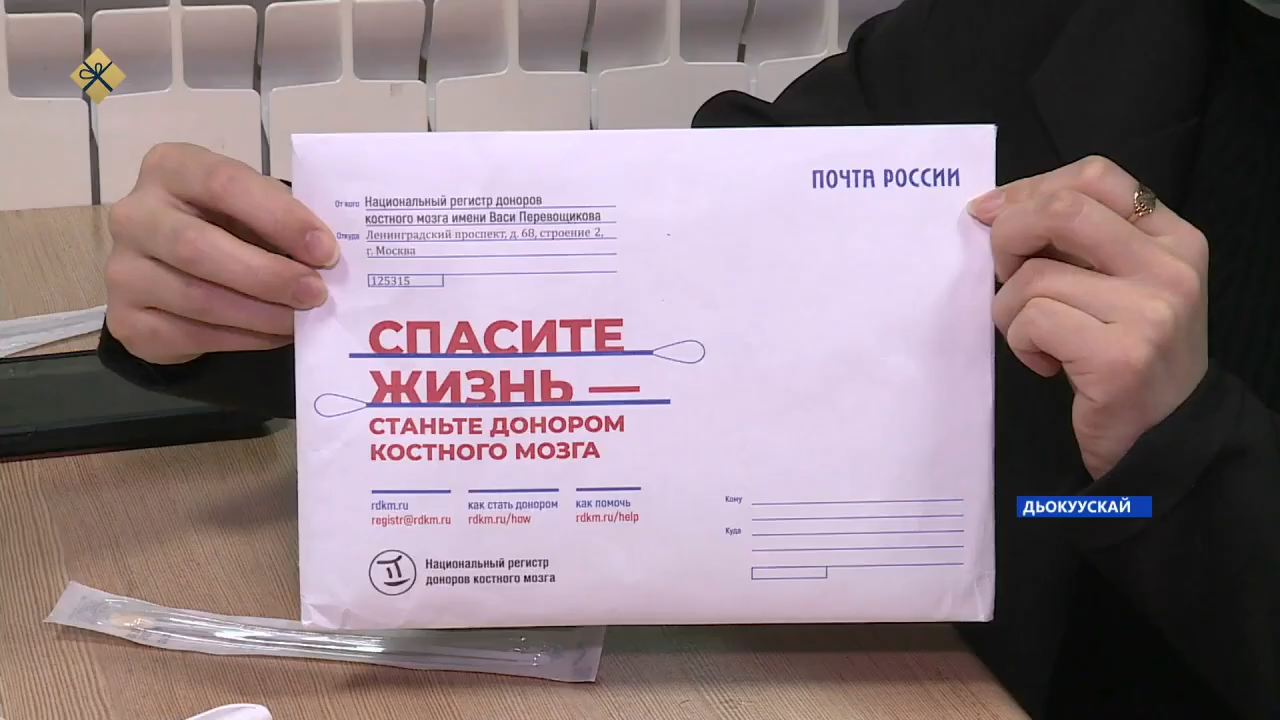 ПОЧТА РОССИИ
От кого Национальный регистр доноров
костного мозга имени Васи Перевощикова
Откуда Ленинградский проспект, д. 68, строение 2,
г. Москва
125315
СПАСИТЕ
ЖИЗНЬ —
СТАНЬТЕ ДОНОРОМ
КОСТНОГО МОЗГА
rdkm.ru
registr@rdkm.ru
как стать донором
rdkm.ru/how
как помочь
rdkm.ru/help
Кому
Куда
Национальный регистр
доноров костного мозга
ДЬОКУУСКАЙ